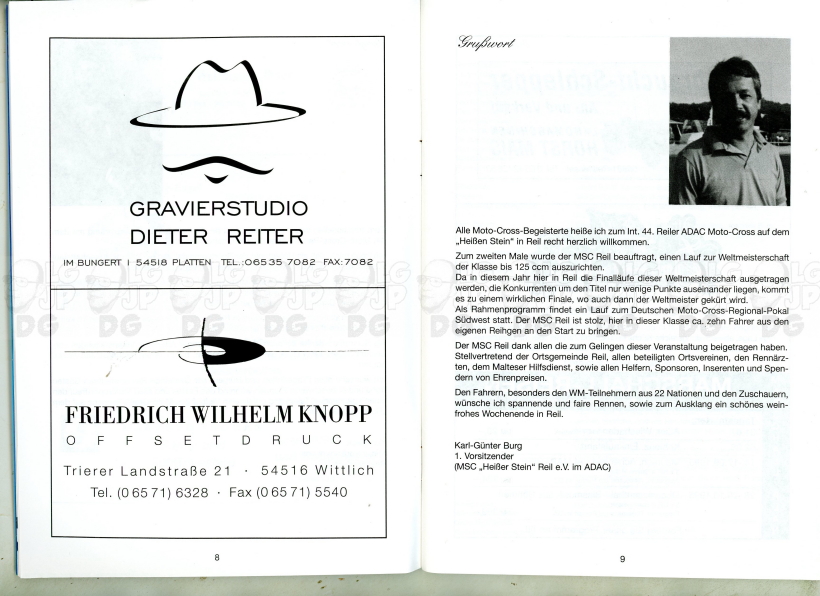 GRAVIERSTUDIO
DIETER REITER
IM BUNGERT 1 54518 PLATTEN TEL.:06535 7082 FAX:7082
FRIEDRICH WILHELM KNOPP
OFFSETDRUCK
Trierer Landstraße 21 · 54516 Wittlich
Tel. (0 65 71) 6328 · Fax (0 65 71) 5540
8
Grußwort
Alle Moto-Cross-Begeisterte heiße ich zum Int. 44. Reiler ADAC Moto-Cross auf dem
„Heißen Stein“ in Reil recht herzlich willkommen.
Zum zweiten Male wurde der MSC Reil beauftragt, einen Lauf zur Weltmeisterschaft
der Klasse bis 125 ccm auszurichten.
Da in diesem Jahr hier in Reil die Finalläufe dieser Weltmeisterschaft ausgetragen
werden, die Konkurrenten um den Titel nur wenige Punkte auseinander liegen, kommt
es zu einem wirklichen Finale, wo auch dann der Weltmeister gekürt wird.
Als Rahmenprogramm findet ein Lauf zum Deutschen Moto-Cross-Regional-Pokal
Südwest statt. Der MSC Reil ist stolz, hier in dieser Klasse ca. zehn Fahrer aus den
eigenen Reihgen an den Start zu bringen.
Der MSC Reil dank allen die zum Gelingen dieser Veranstaltung beigetragen haben.
Stellvertretend der Ortsgemeinde Reil, allen beteiligten Ortsvereinen, den Rennärz-
ten, dem Malteser Hilfsdienst, sowie allen Helfern, Sponsoren, Inserenten und Spen-
dern von Ehrenpreisen.
Den Fahrern, besonders den WM-Teilnehmern aus 22 Nationen und den Zuschauern,
wünsche ich spannende und faire Rennen, sowie zum Ausklang ein schönes wein-
frohes Wochenende in Reil.
Karl-Günter Burg
1. Vorsitzender
(MSC „Heißer Stein“ Reil e.V. im ADAC)
9
LG
JP
DG